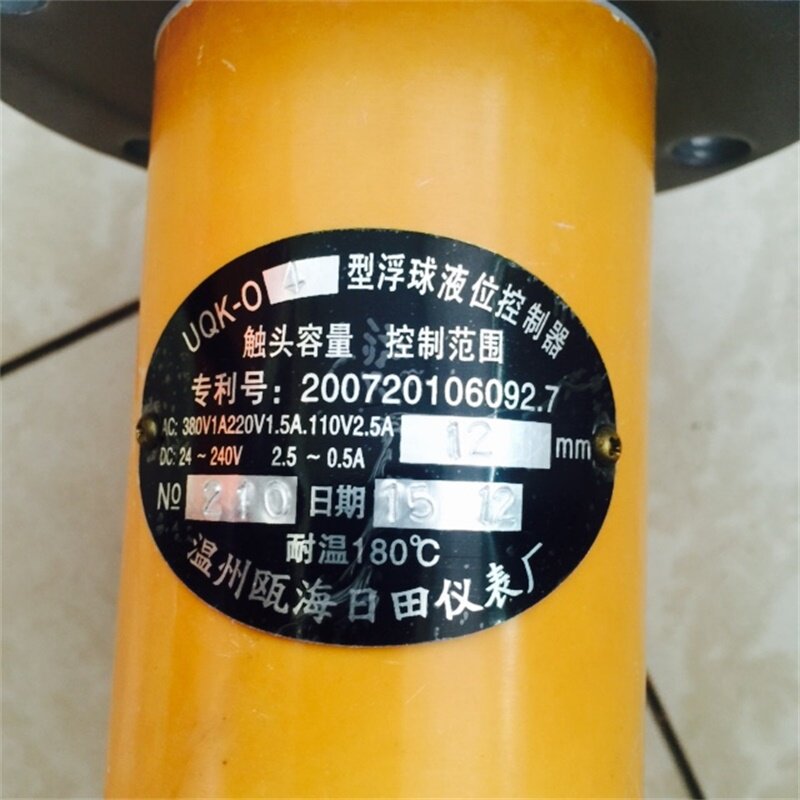 UQK-O 4 型浮球液位控制器
触头容量 控制范围
专利号：200720106092.7
AC: 380V1A220V1.5A.110V2.5A
DC: 24～240V 2.5～0.5A
12 mm
№ 210 日期 15 12
耐温180℃
温州瓯海日田仪表厂